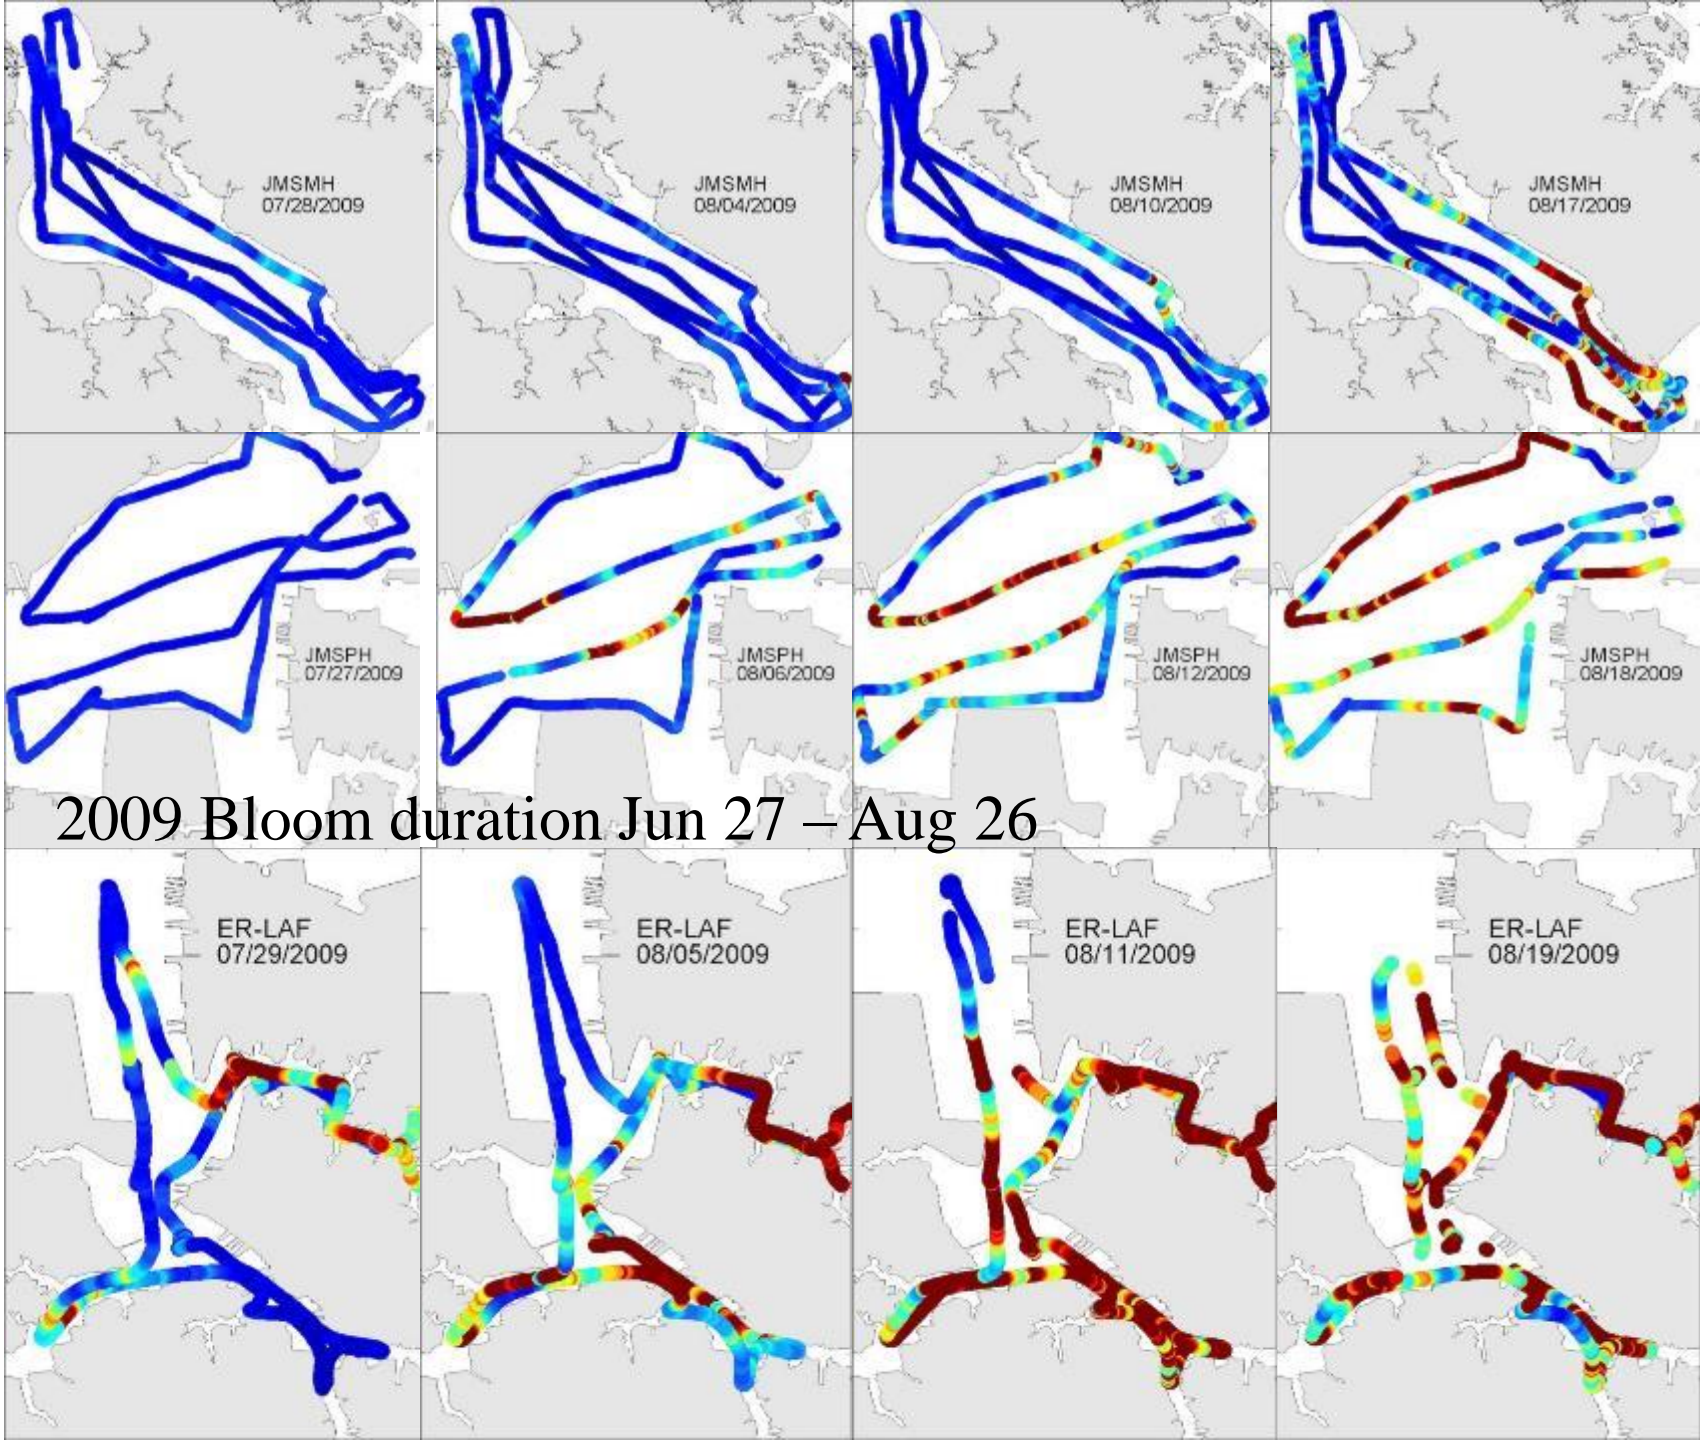 JMSMH
07/28/2009
JMSMH
08/04/2009
JMSMH
08/10/2009
JMSMH
08/17/2009
JMSPH
07/27/2009
JMSPH
08/06/2009
JMSPH
08/12/2009
JMSPH
08/18/2009
2009 Bloom duration Jun 27 – Aug 26
ER-LAF
07/29/2009
ER-LAF
08/05/2009
ER-LAF
08/11/2009
ER-LAF
08/19/2009